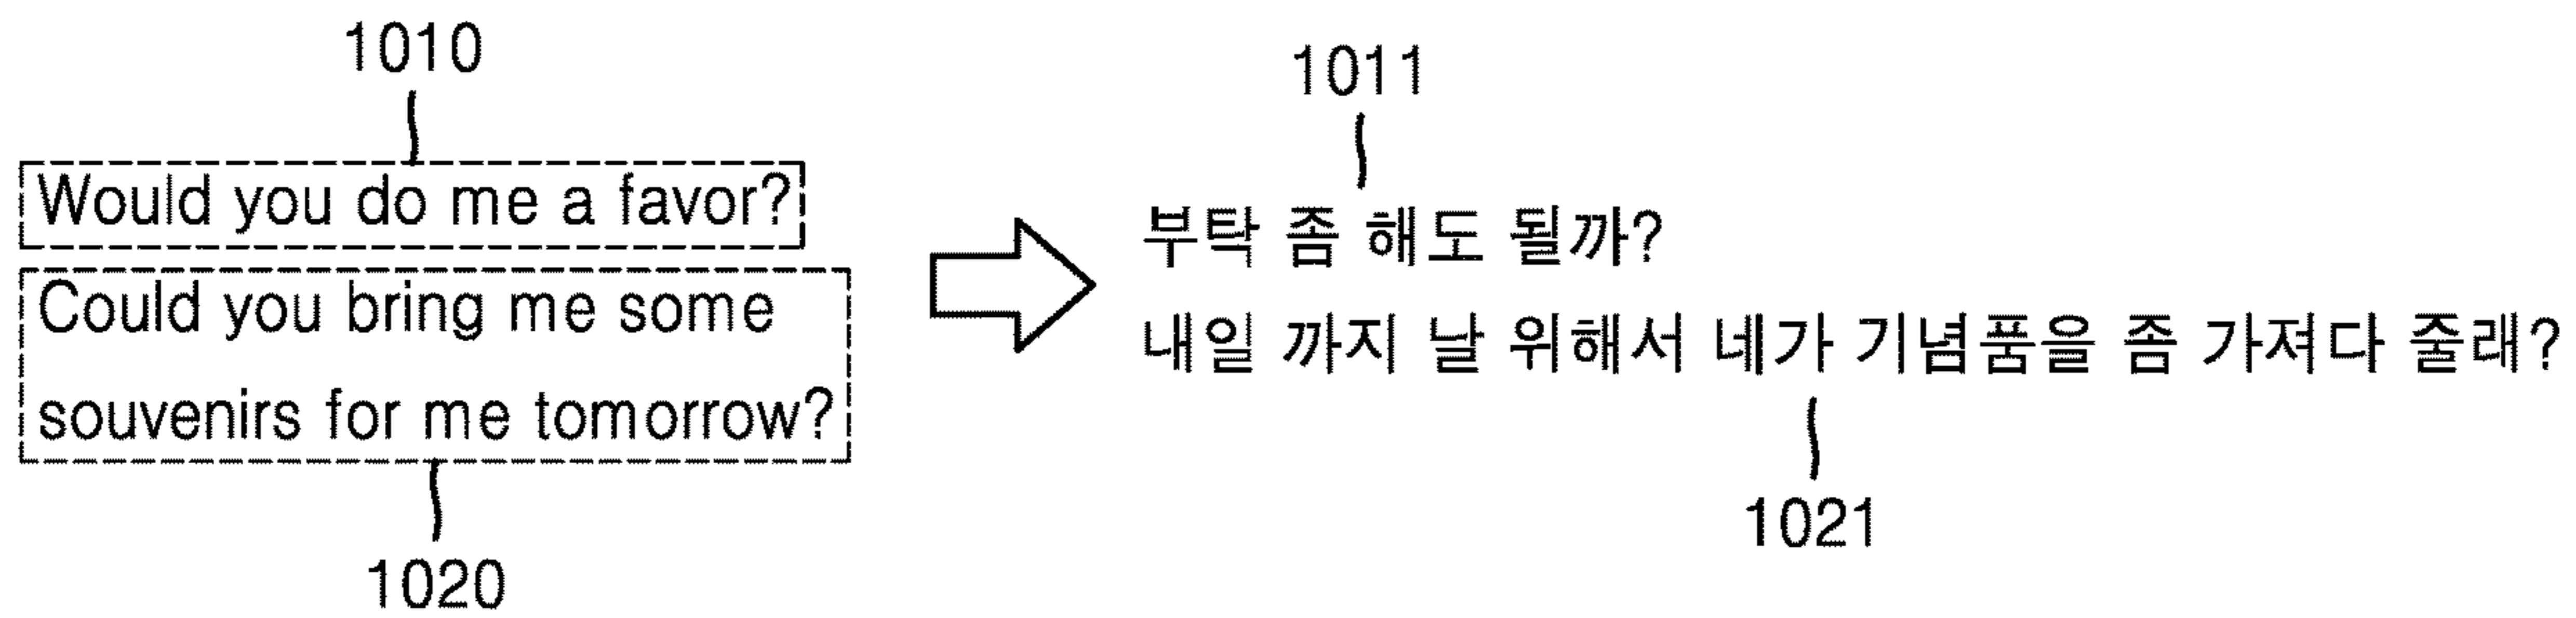 1010
Would you do me a favor?
Could you bring me some
souvenirs for me tomorrow?
1020
1011
부탁 좀 해도 될까?
내일 까지 날 위해서 네가 기념품을 좀 가져다 줄래?
1021